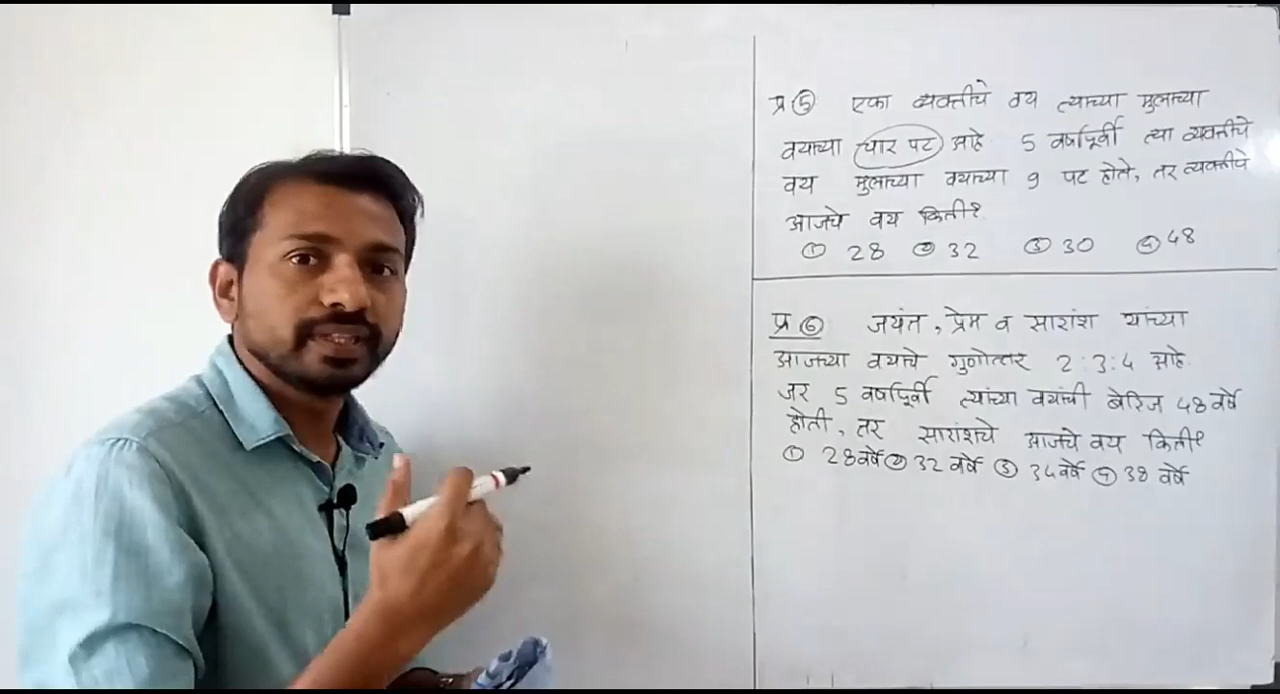 प्र ⑤ एका व्यक्तीचे वय त्याच्या मुलाच्या
वयाच्या चार पट आहे 5 वर्षापूर्वी त्या व्यक्तीचे
वय मुलाच्या वयाच्या 9 पट होते, तर व्यक्तीचे
आजचे वय किती?
① 28 ② 32 ③ 30 ④ 48
प्र ⑥ जयंत, प्रेम व सारांश यांच्या
आजच्या वयाचे गुणोत्तर 2:3:4 आहे.
जर 5 वर्षापूर्वी त्यांच्या वयांची बेरिज 48 वर्षे
होती, तर सारांशचे आजचे वय किती?
① 28 वर्षे ② 32 वर्षे ③ 34 वर्षे ④ 38 वर्षे